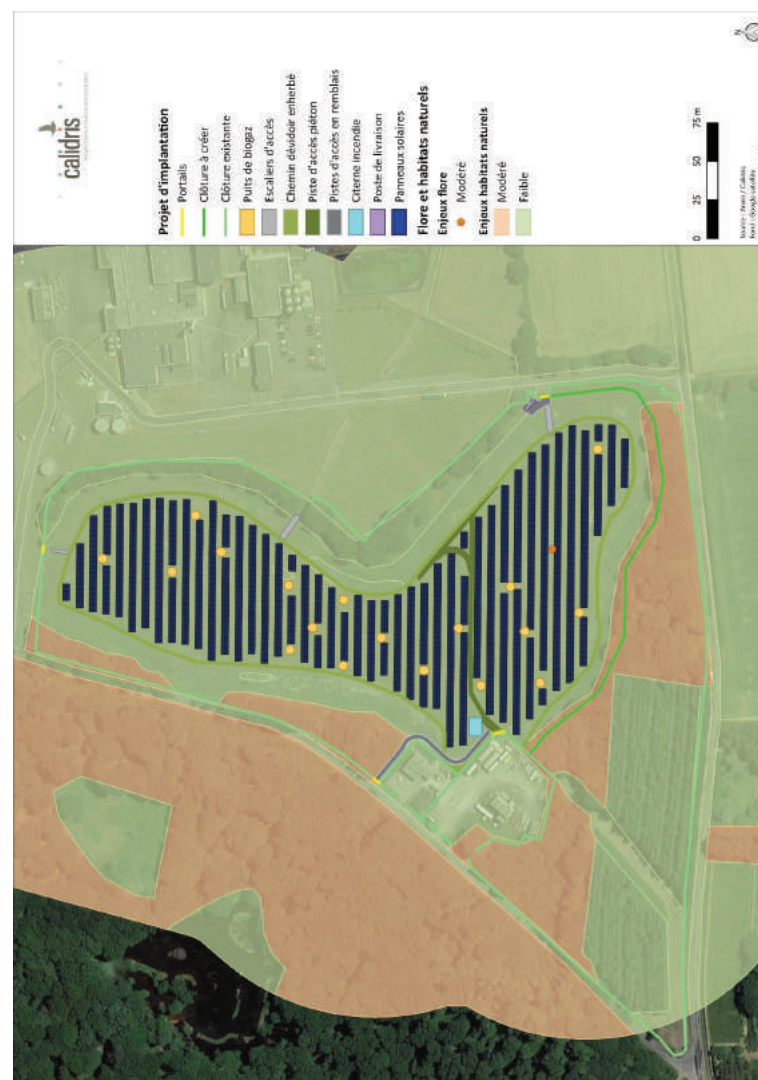 calidris
Projet d'implantation
Portails
Clôture à créer
Clôture existante
Puits de biogaz
Escaliers d'accès
Chemin dévidoir enherbé
Piste d'accès piéton
Pistes d'accès en remblais
Citerne incendie
Poste de livraison
Panneaux solaires
Flore et habitats naturels
Enjeux flore
Modéré
Enjeux habitats naturels
Modéré
Faible
0 25 50 75 m
N